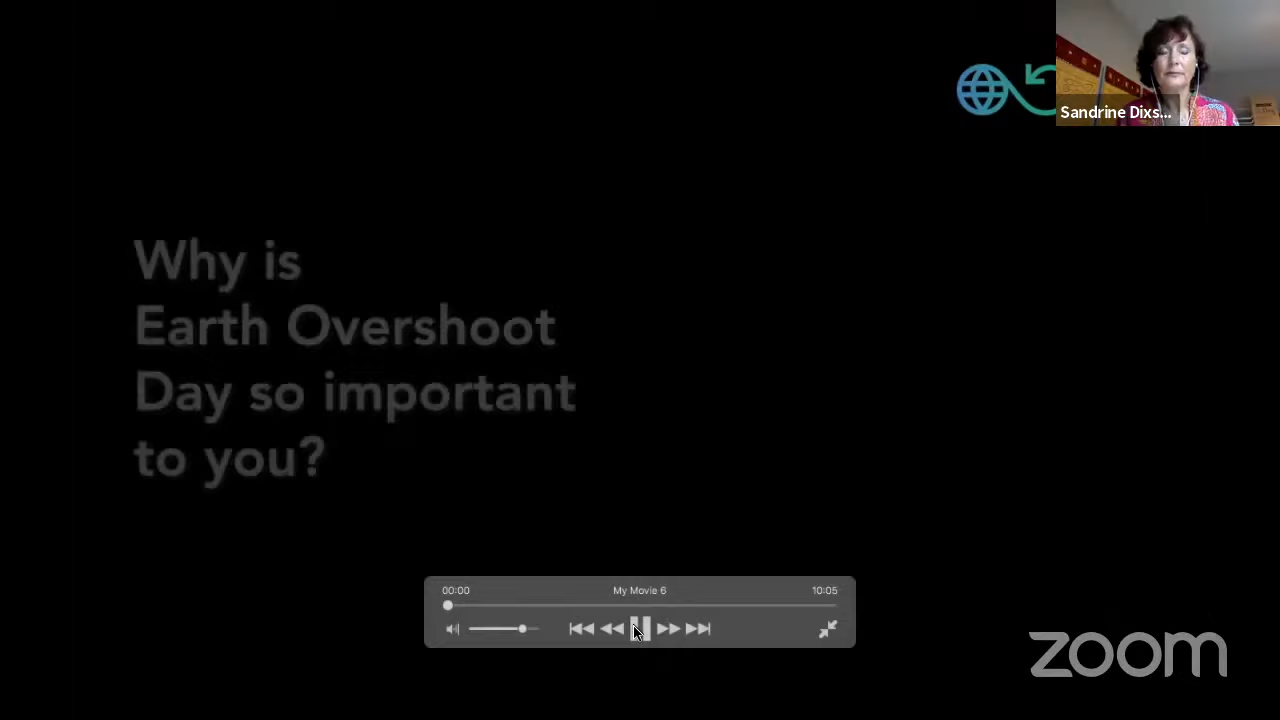 Sandrine Dixs...
Why is
Earth Overshoot
Day so important
to you?
00:00
My Movie 6
10:05
zoom